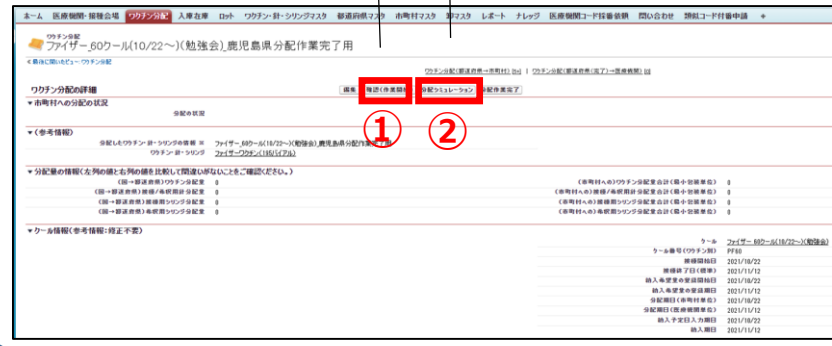 ホーム 医療機関・接種会場 ワクチン分配 入庫在庫 ロット ワクチン・針・シリンジマスタ 都道府県マスタ 市町村マスタ 卸マスタ レポート ナレッジ 医療機関コード採番依頼 問い合わせ 類似コード付番申請 +
ワクチン分配
ファイザー_60クール(10/22～)(勉強会)_鹿児島県分配作業完了用
ワクチン分配(都道府県→市町村) [0] | ワクチン分配(都道府県(完了)→医療機関) [0]
ワクチン分配の詳細
編集 確認(作業開始) 分配シミュレーション 分配作業完了
① ②
▼市町村への分配の状況
分配の状況
▼(参考情報)
分配したワクチン・針・シリンジの情報 ファイザー_60クール(10/22～)(勉強会)_鹿児島県分配作業完了用
ワクチン・針・シリンジ ファイザーワクチン(195バイアル)
▼分配量の情報(左列の値と右列の値を比較して間違いがないことをご確認ください。)
(国→都道府県)ワクチン分配量 0 (市町村への)ワクチン分配量合計(最小包装単位) 0
(国→都道府県)接種/希釈用針分配量 0 (市町村への)接種/希釈用針分配量合計(最小包装単位) 0
(国→都道府県)接種用シリンジ分配量 0 (市町村への)接種用シリンジ分配量合計(最小包装単位) 0
(国→都道府県)希釈用シリンジ分配量 0 (市町村への)希釈用シリンジ分配量合計(最小包装単位) 0
▼クール情報(参考情報:修正不要)
クール ファイザー_60クール(10/22～)(勉強会)
クール番号(ワクチン別) PF60
接種開始日 2021/10/22
接種終了日(標準) 2021/11/12
納入希望量の登録開始日 2021/10/22
納入希望量の登録期日 2021/11/12
分配期日(市町村単位) 2021/10/22
分配期日(医療機関単位) 2021/11/12
納入予定日入力期日 2021/10/22
納入期日 2021/11/12